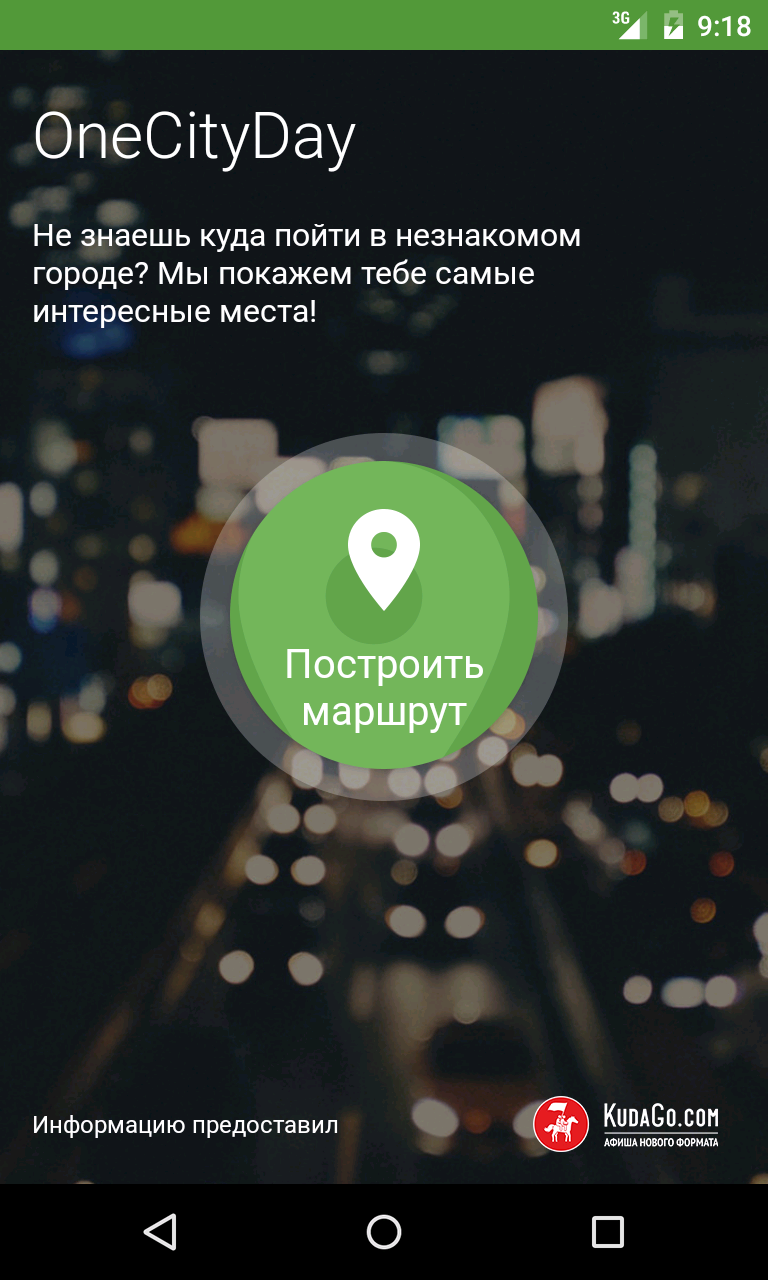 3G 9:18
OneCityDay
Не знаешь куда пойти в незнакомом
городе? Мы покажем тебе самые
интересные места!
Построить
маршрут
Информацию предоставил
KUDAGO.COM
АФИША НОВОГО ФОРМАТА